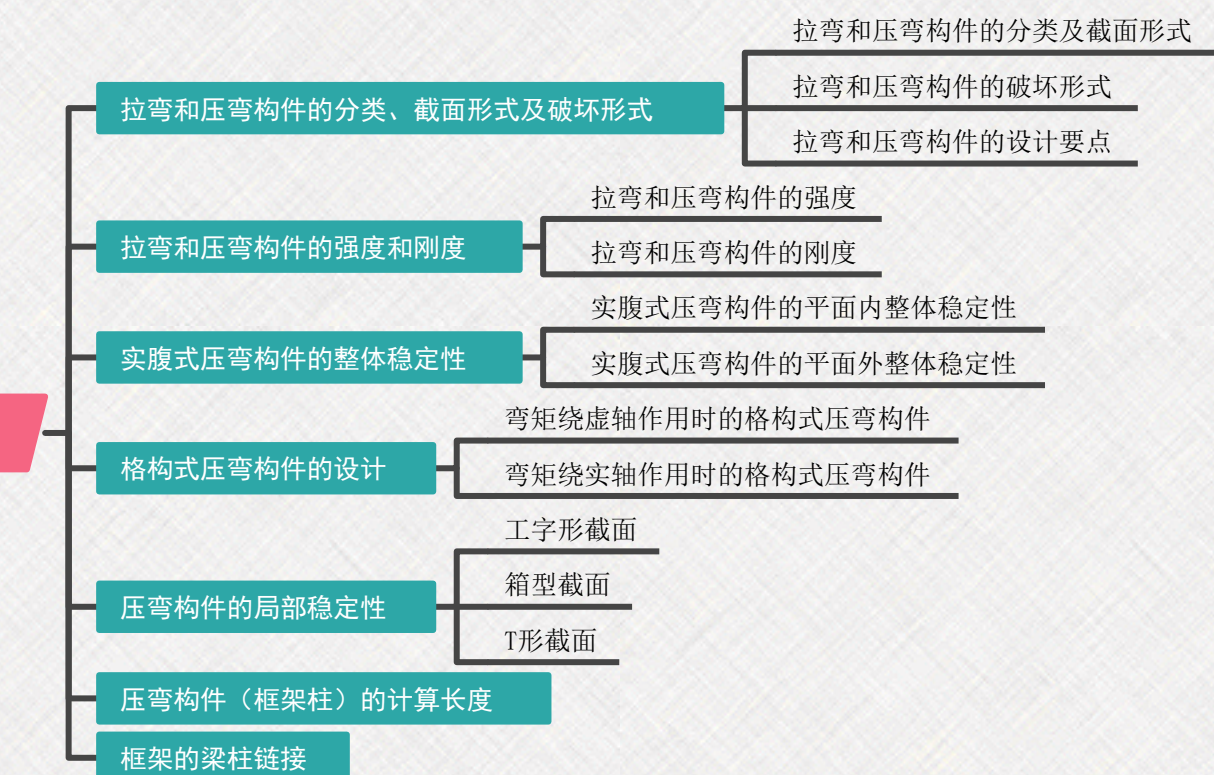 拉弯和压弯构件的分类、截面形式及破坏形式
拉弯和压弯构件的分类及截面形式
拉弯和压弯构件的破坏形式
拉弯和压弯构件的设计要点
拉弯和压弯构件的强度和刚度
拉弯和压弯构件的强度
拉弯和压弯构件的刚度
实腹式压弯构件的整体稳定性
实腹式压弯构件的平面内整体稳定性
实腹式压弯构件的平面外整体稳定性
格构式压弯构件的设计
弯矩绕虚轴作用时的格构式压弯构件
弯矩绕实轴作用时的格构式压弯构件
压弯构件的局部稳定性
工字形截面
箱型截面
T形截面
压弯构件（框架柱）的计算长度
框架的梁柱链接